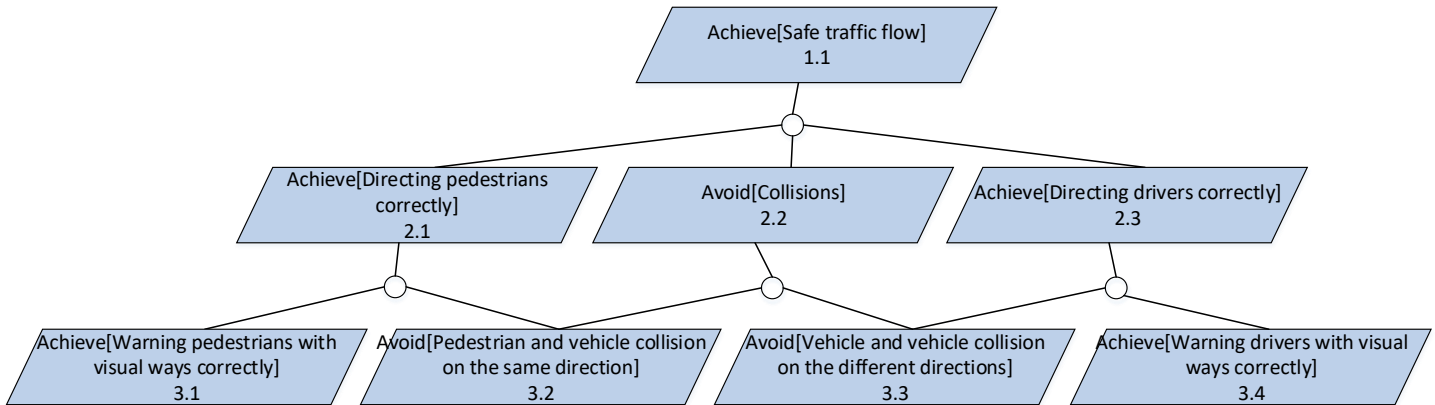 Achieve[Safe traffic flow]
1.1
Achieve[Directing pedestrians
correctly]
2.1
Avoid[Collisions]
2.2
Achieve[Directing drivers correctly]
2.3
Achieve[Warning pedestrians with
visual ways correctly]
3.1
Avoid[Pedestrian and vehicle collision
on the same direction]
3.2
Avoid[Vehicle and vehicle collision
on the different directions]
3.3
Achieve[Warning drivers with visual
ways correctly]
3.4